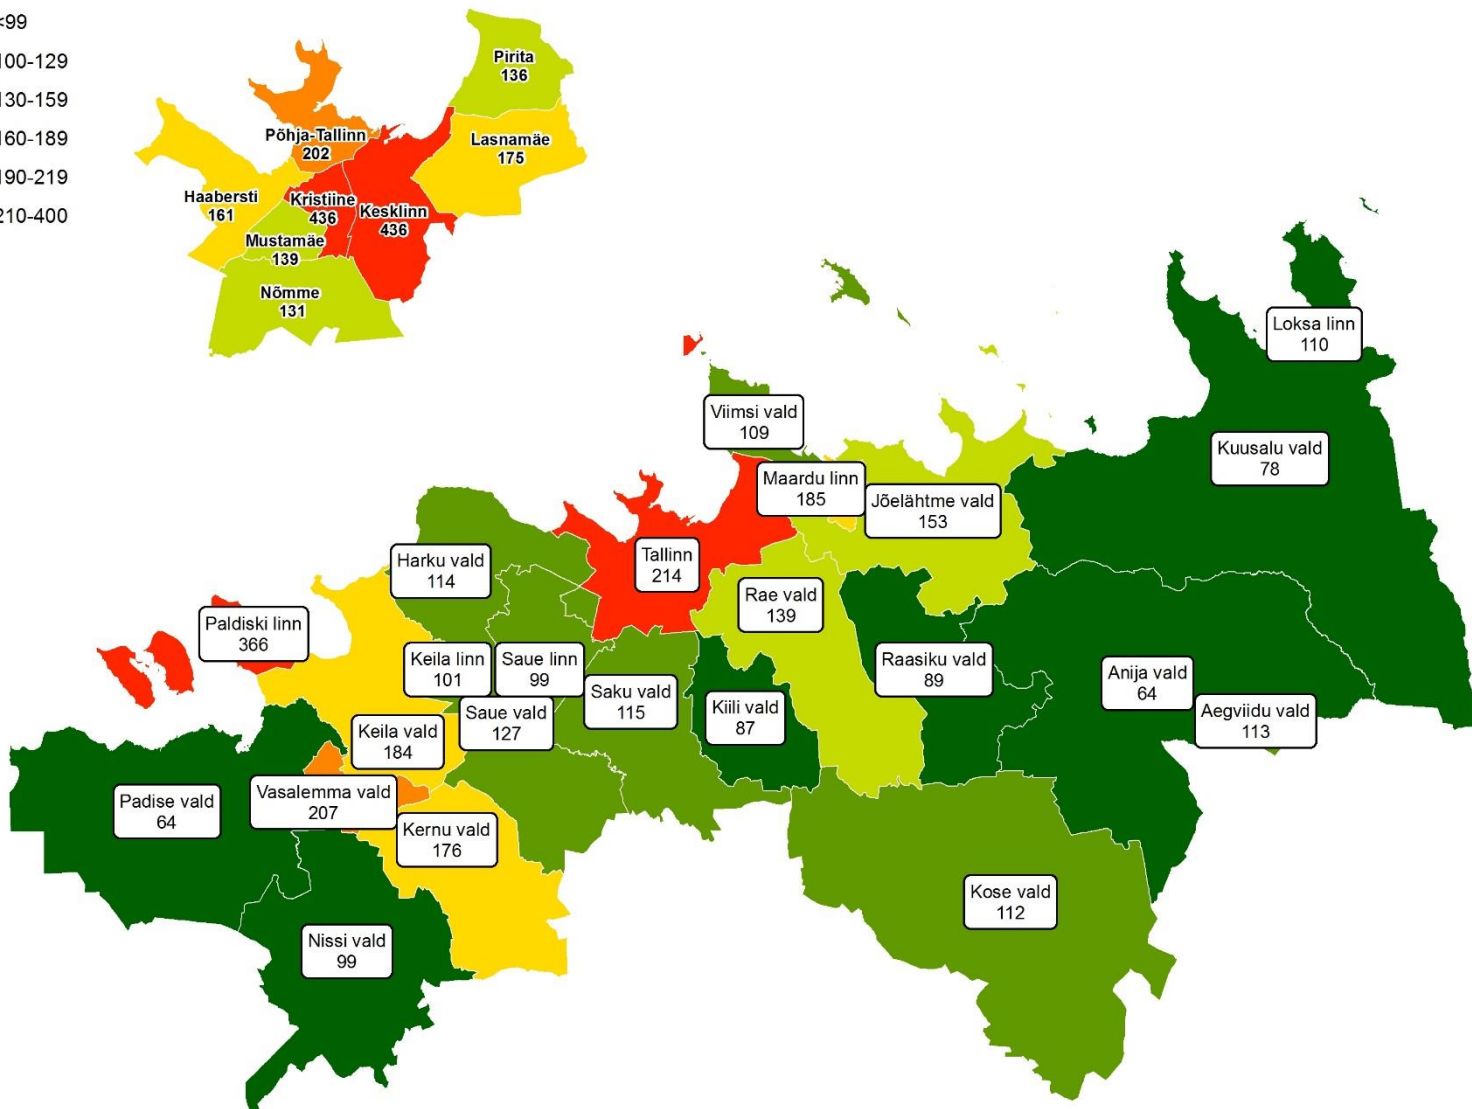 <99
100-129
130-159
160-189
190-219
210-400
Pirita
136
Põhja-Tallinn
202
Lasnamäe
175
Haabersti
161
Kristiine
436
Kesklinn
436
Mustamäe
139
Nõmme
131
Loksa linn
110
Viimsi vald
109
Kuusalu vald
78
Maardu linn
185
Jõelähtme vald
153
Harku vald
114
Tallinn
214
Rae vald
139
Paldiski linn
366
Keila linn
101
Saue linn
99
Raasiku vald
89
Anija vald
64
Saku vald
115
Kiili vald
87
Aegviidu vald
113
Saue vald
127
Keila vald
184
Padise vald
64
Vasalemma vald
207
Kernu vald
176
Kose vald
112
Nissi vald
99